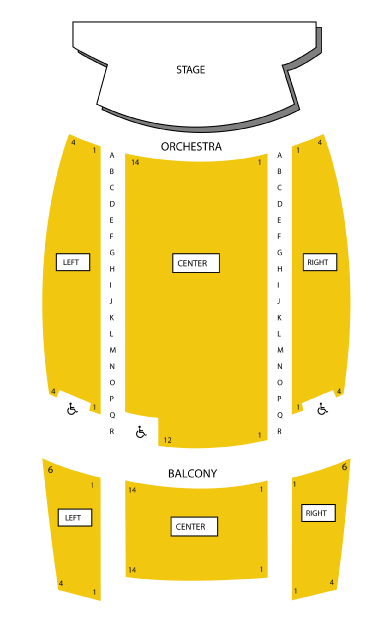 STAGE
ORCHESTRA
4 1 A 14 1 A 1 4
B B
C C
D D
E E
F F
G G
LEFT CENTER RIGHT
H H
I I
J J
K K
L L
M M
N N
O O
4 P P 4
1 Q Q 1
R 12 1 R
BALCONY
6 1 14 1 1 6
LEFT CENTER RIGHT
4 1 14 1 1 4